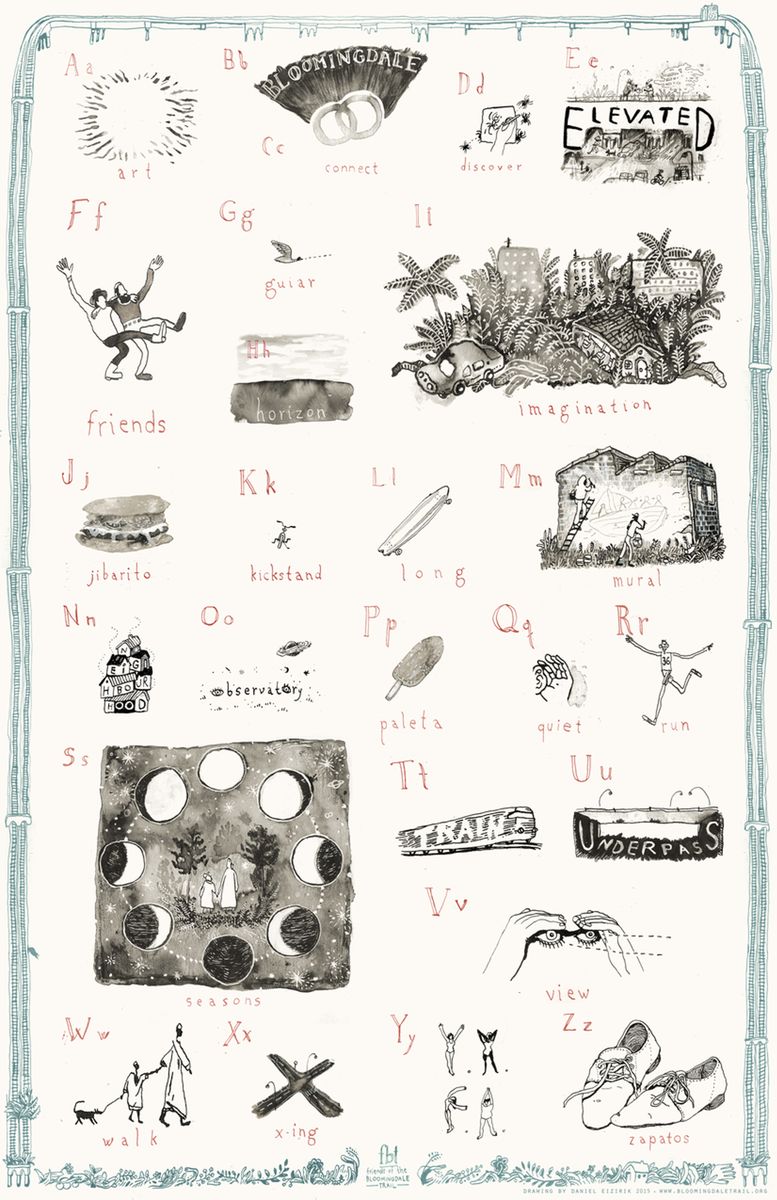 Aa
art
Bb
BLOOMINGDALE
Cc
connect
Dd
discover
Ee
ELEVATED
Ff
friends
Gg
guiar
Hh
horizon
Ii
imagination
Jj
jibarito
Kk
kickstand
Ll
long
Mm
mural
Nn
NEIGHBOURHOOD
Oo
observatory
Pp
paleta
Qq
quiet
Rr
36
run
Ss
seasons
Tt
TRAIN
Uu
UNDERPASS
Vv
view
Ww
walk
Xx
x-ing
Yy
Y.M.
C.A.
Zz
zapatos
fbt
friends of the
BLOOMINGDALE
TRAIL
DRAWING BY DANIEL EIZIRIK 2015 - WWW.BLOOMINGDALETRAIL.ORG